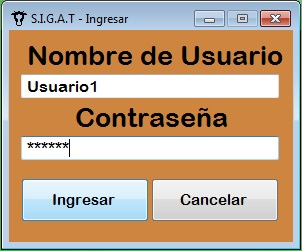 S.I.G.A.T - Ingresar
Nombre de Usuario
Usuario1
Contraseña
******
Ingresar Cancelar